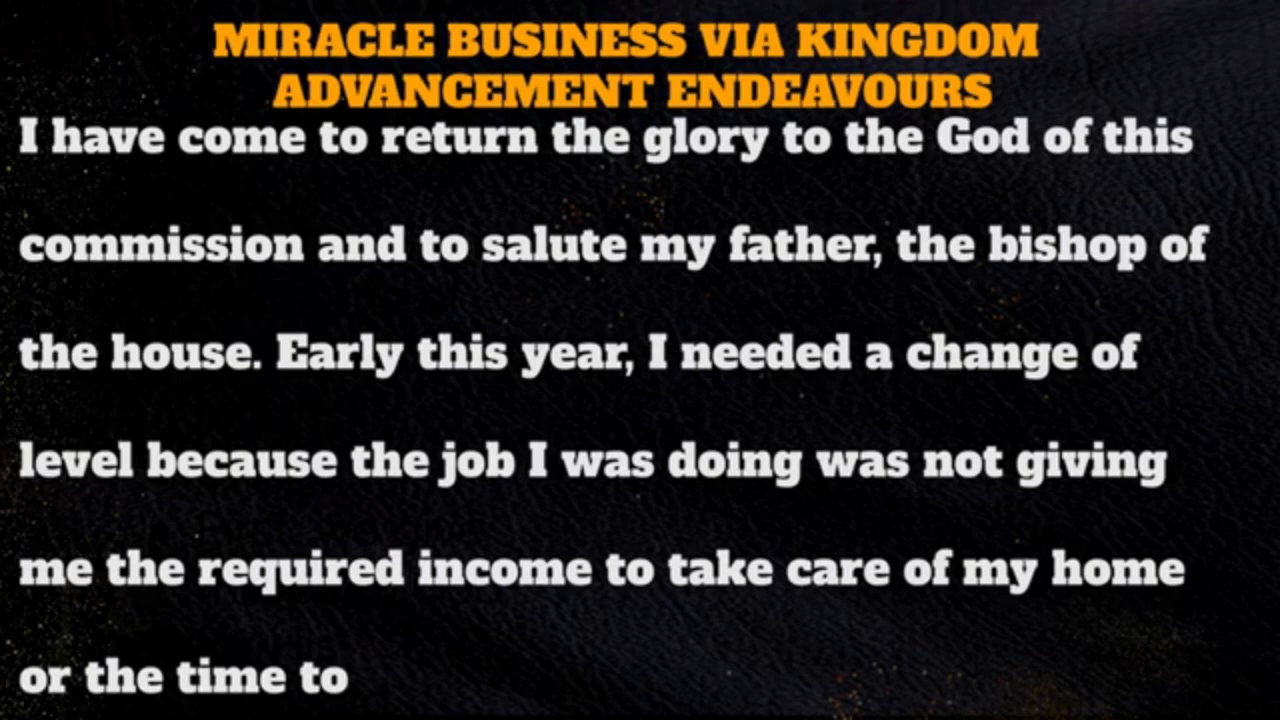 MIRACLE BUSINESS VIA KINGDOM
ADVANCEMENT ENDEAVOURS
I have come to return the glory to the God of this
commission and to salute my father, the bishop of
the house. Early this year, I needed a change of
level because the job I was doing was not giving
me the required income to take care of my home
or the time to